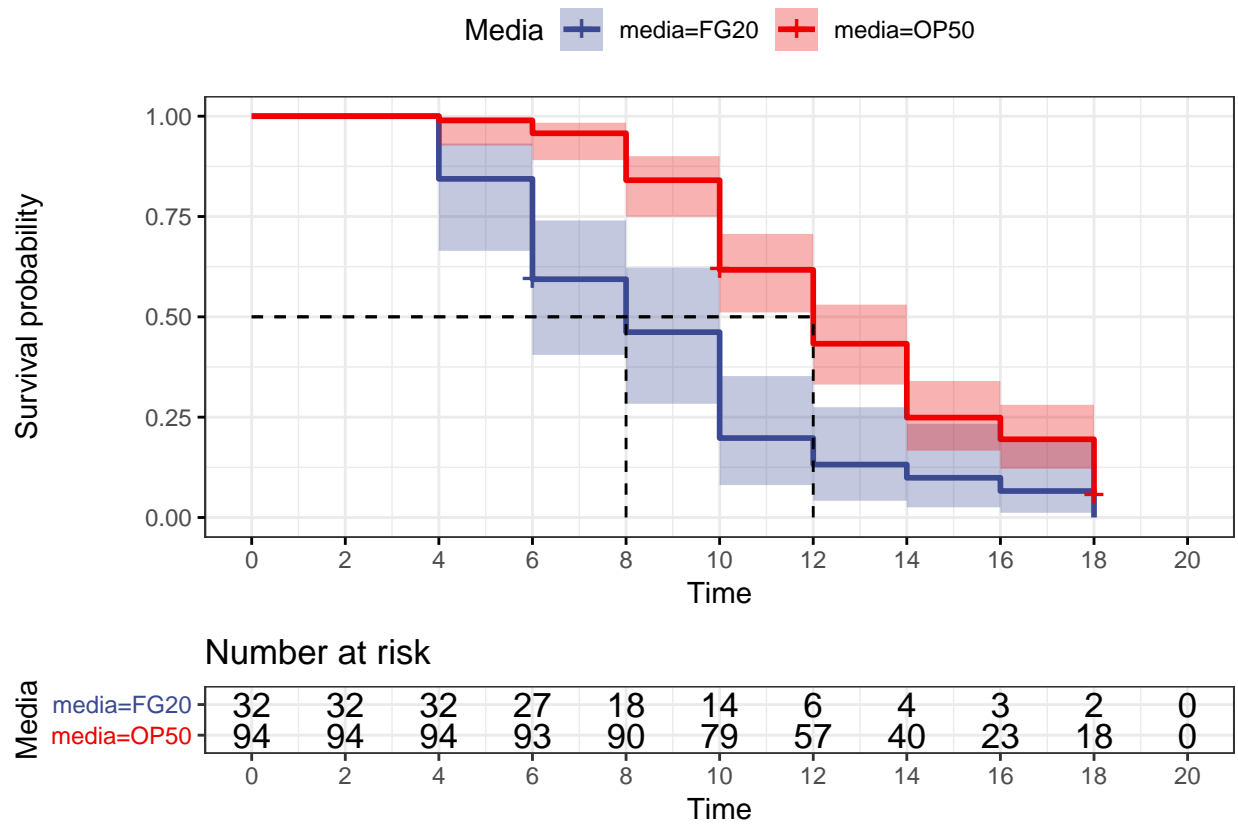 Media media=FG20 media=OP50
Survival probability
1.00
0.75
0.50
0.25
0.00
0 2 4 6 8 10 12 14 16 18 20
Time
Number at risk
Media
media=FG20 32 32 32 27 18 14 6 4 3 2 0
media=OP50 94 94 94 93 90 79 57 40 23 18 0
0 2 4 6 8 10 12 14 16 18 20
Time